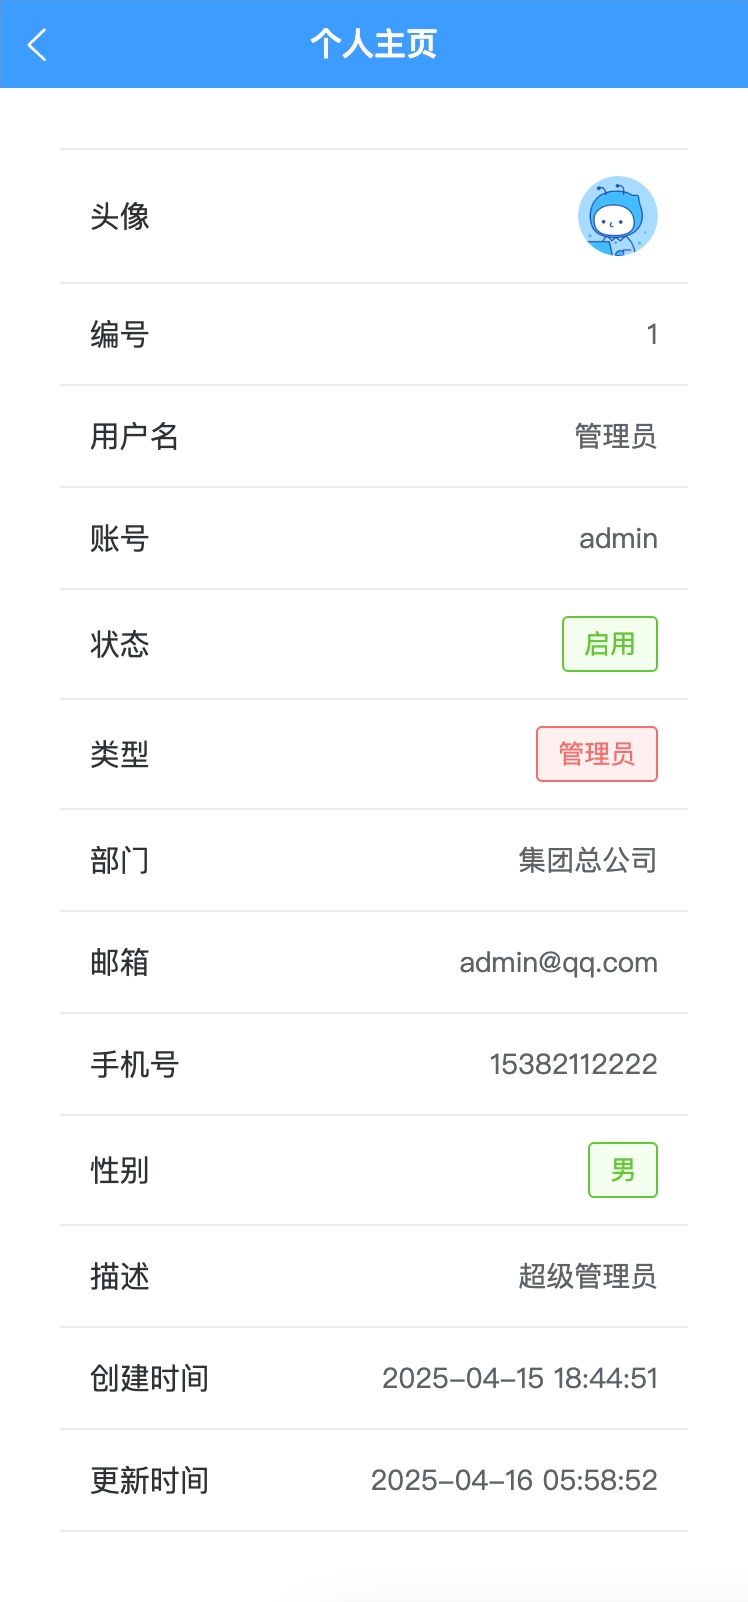 个人主页
头像
编号 1
用户名 管理员
账号 admin
状态 启用
类型 管理员
部门 集团总公司
邮箱 admin@qq.com
手机号 15382112222
性别 男
描述 超级管理员
创建时间 2025-04-15 18:44:51
更新时间 2025-04-16 05:58:52